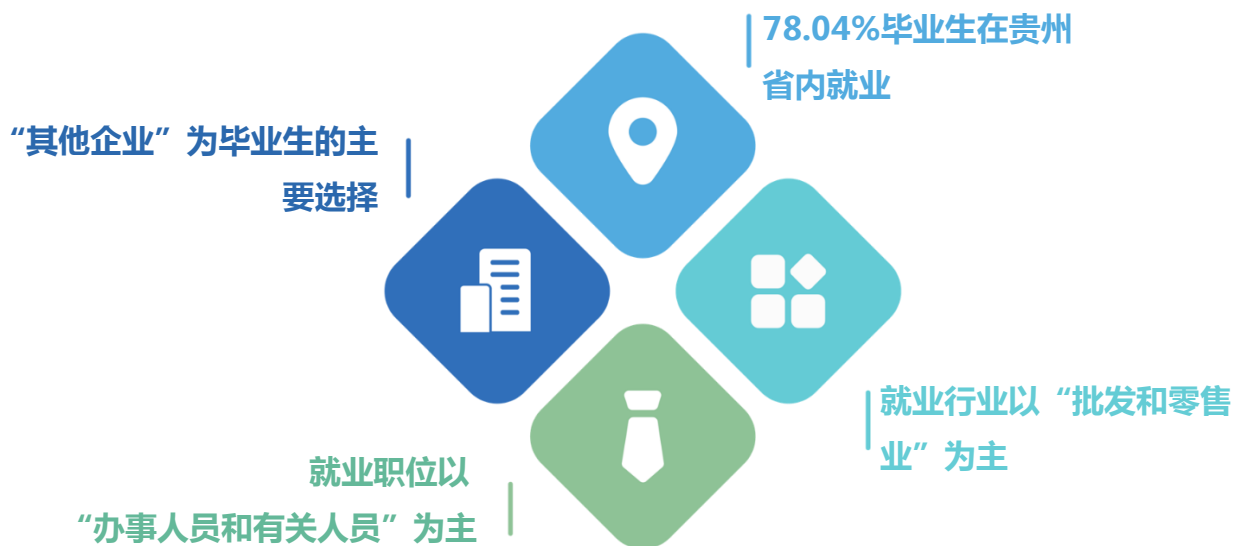 78.04%毕业生在贵州
省内就业
“其他企业”为毕业生的主
要选择
就业行业以“批发和零售
业”为主
就业职位以
“办事人员和有关人员”为主